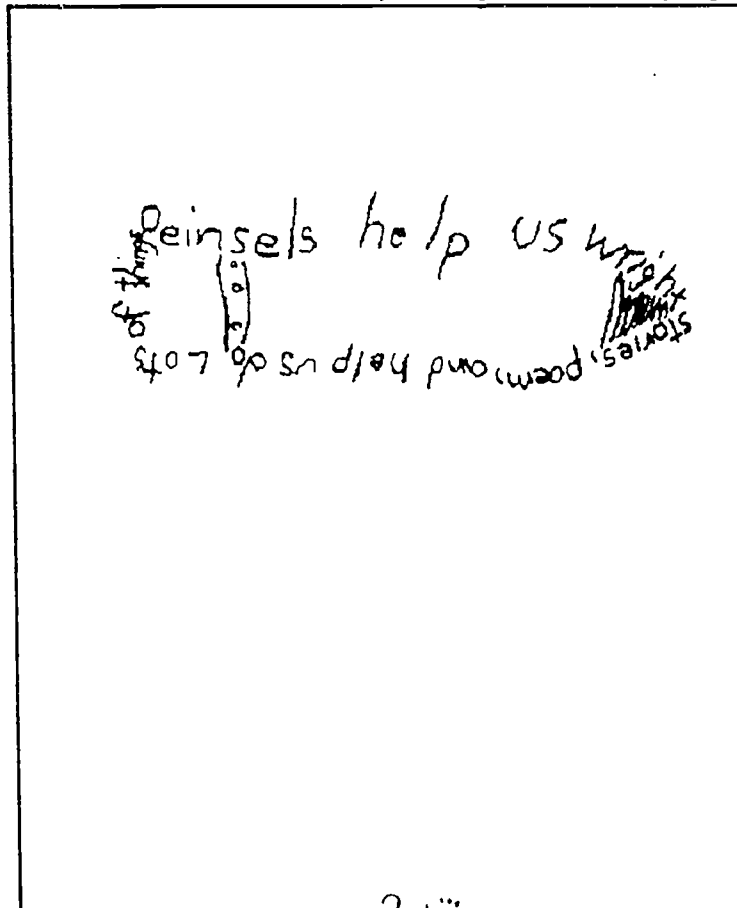 Peinsels help us wright
stories, poem, and help us do Lots
of things